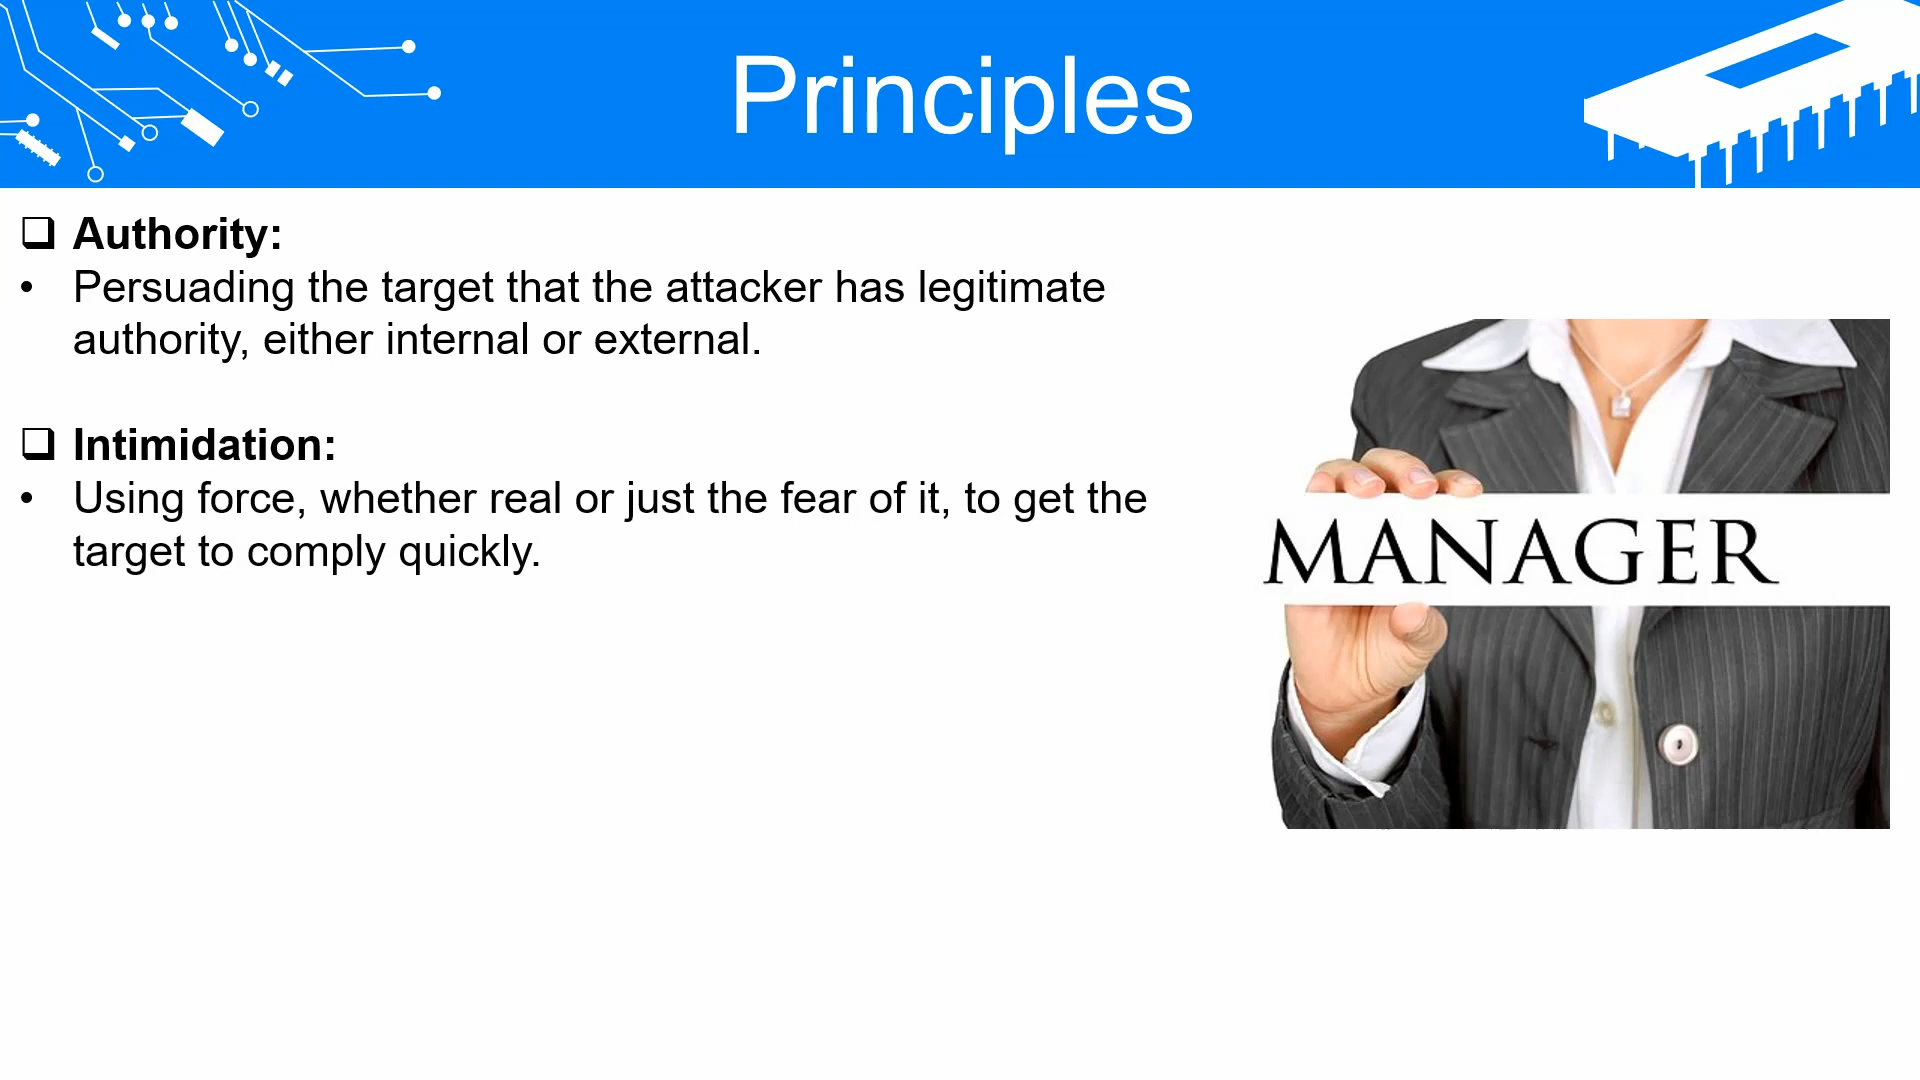 Principles
❑ Authority:
• Persuading the target that the attacker has legitimate
authority, either internal or external.
❑ Intimidation:
• Using force, whether real or just the fear of it, to get the
target to comply quickly.
MANAGER